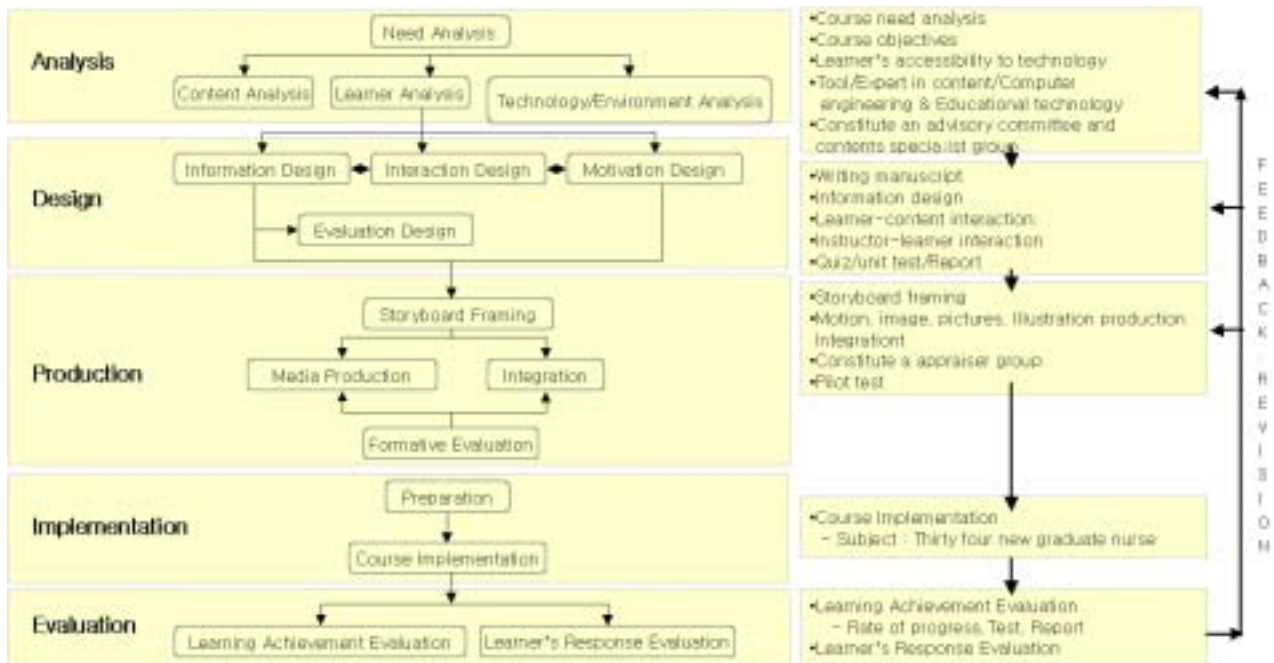 Analysis
Need Analysis
Content Analysis
Learner Analysis
Technology/Environment Analysis
Design
Information Design
Interaction Design
Motivation Design
Evaluation Design
Production
Storyboard Framing
Media Production
Integration
Formative Evaluation
Implementation
Preparation
Course Implementation
Evaluation
Learning Achievement Evaluation
Learner's Response Evaluation
•Course need analysis
•Course objectives
•Learner's accessibility to technology
•Tool/Expert in content/Computer
engineering & Educational technology
•Constitute an advisory committee and
contents specialist group
•Writing manuscript
•Information design
•Learner-content interaction
•Instructor-learner interaction
•Quiz/unit test/Report
•Storyboard framing
•Motion, image, pictures, Illustration production
Integrationt
•Constitute a appraiser group
•Pilot test
•Course Implementation
- Subject : Thirty four new graduate nurse
•Learning Achievement Evaluation
- Rate of progress, Test, Report
•Learner's Response Evaluation
FEEDBACK REVISION